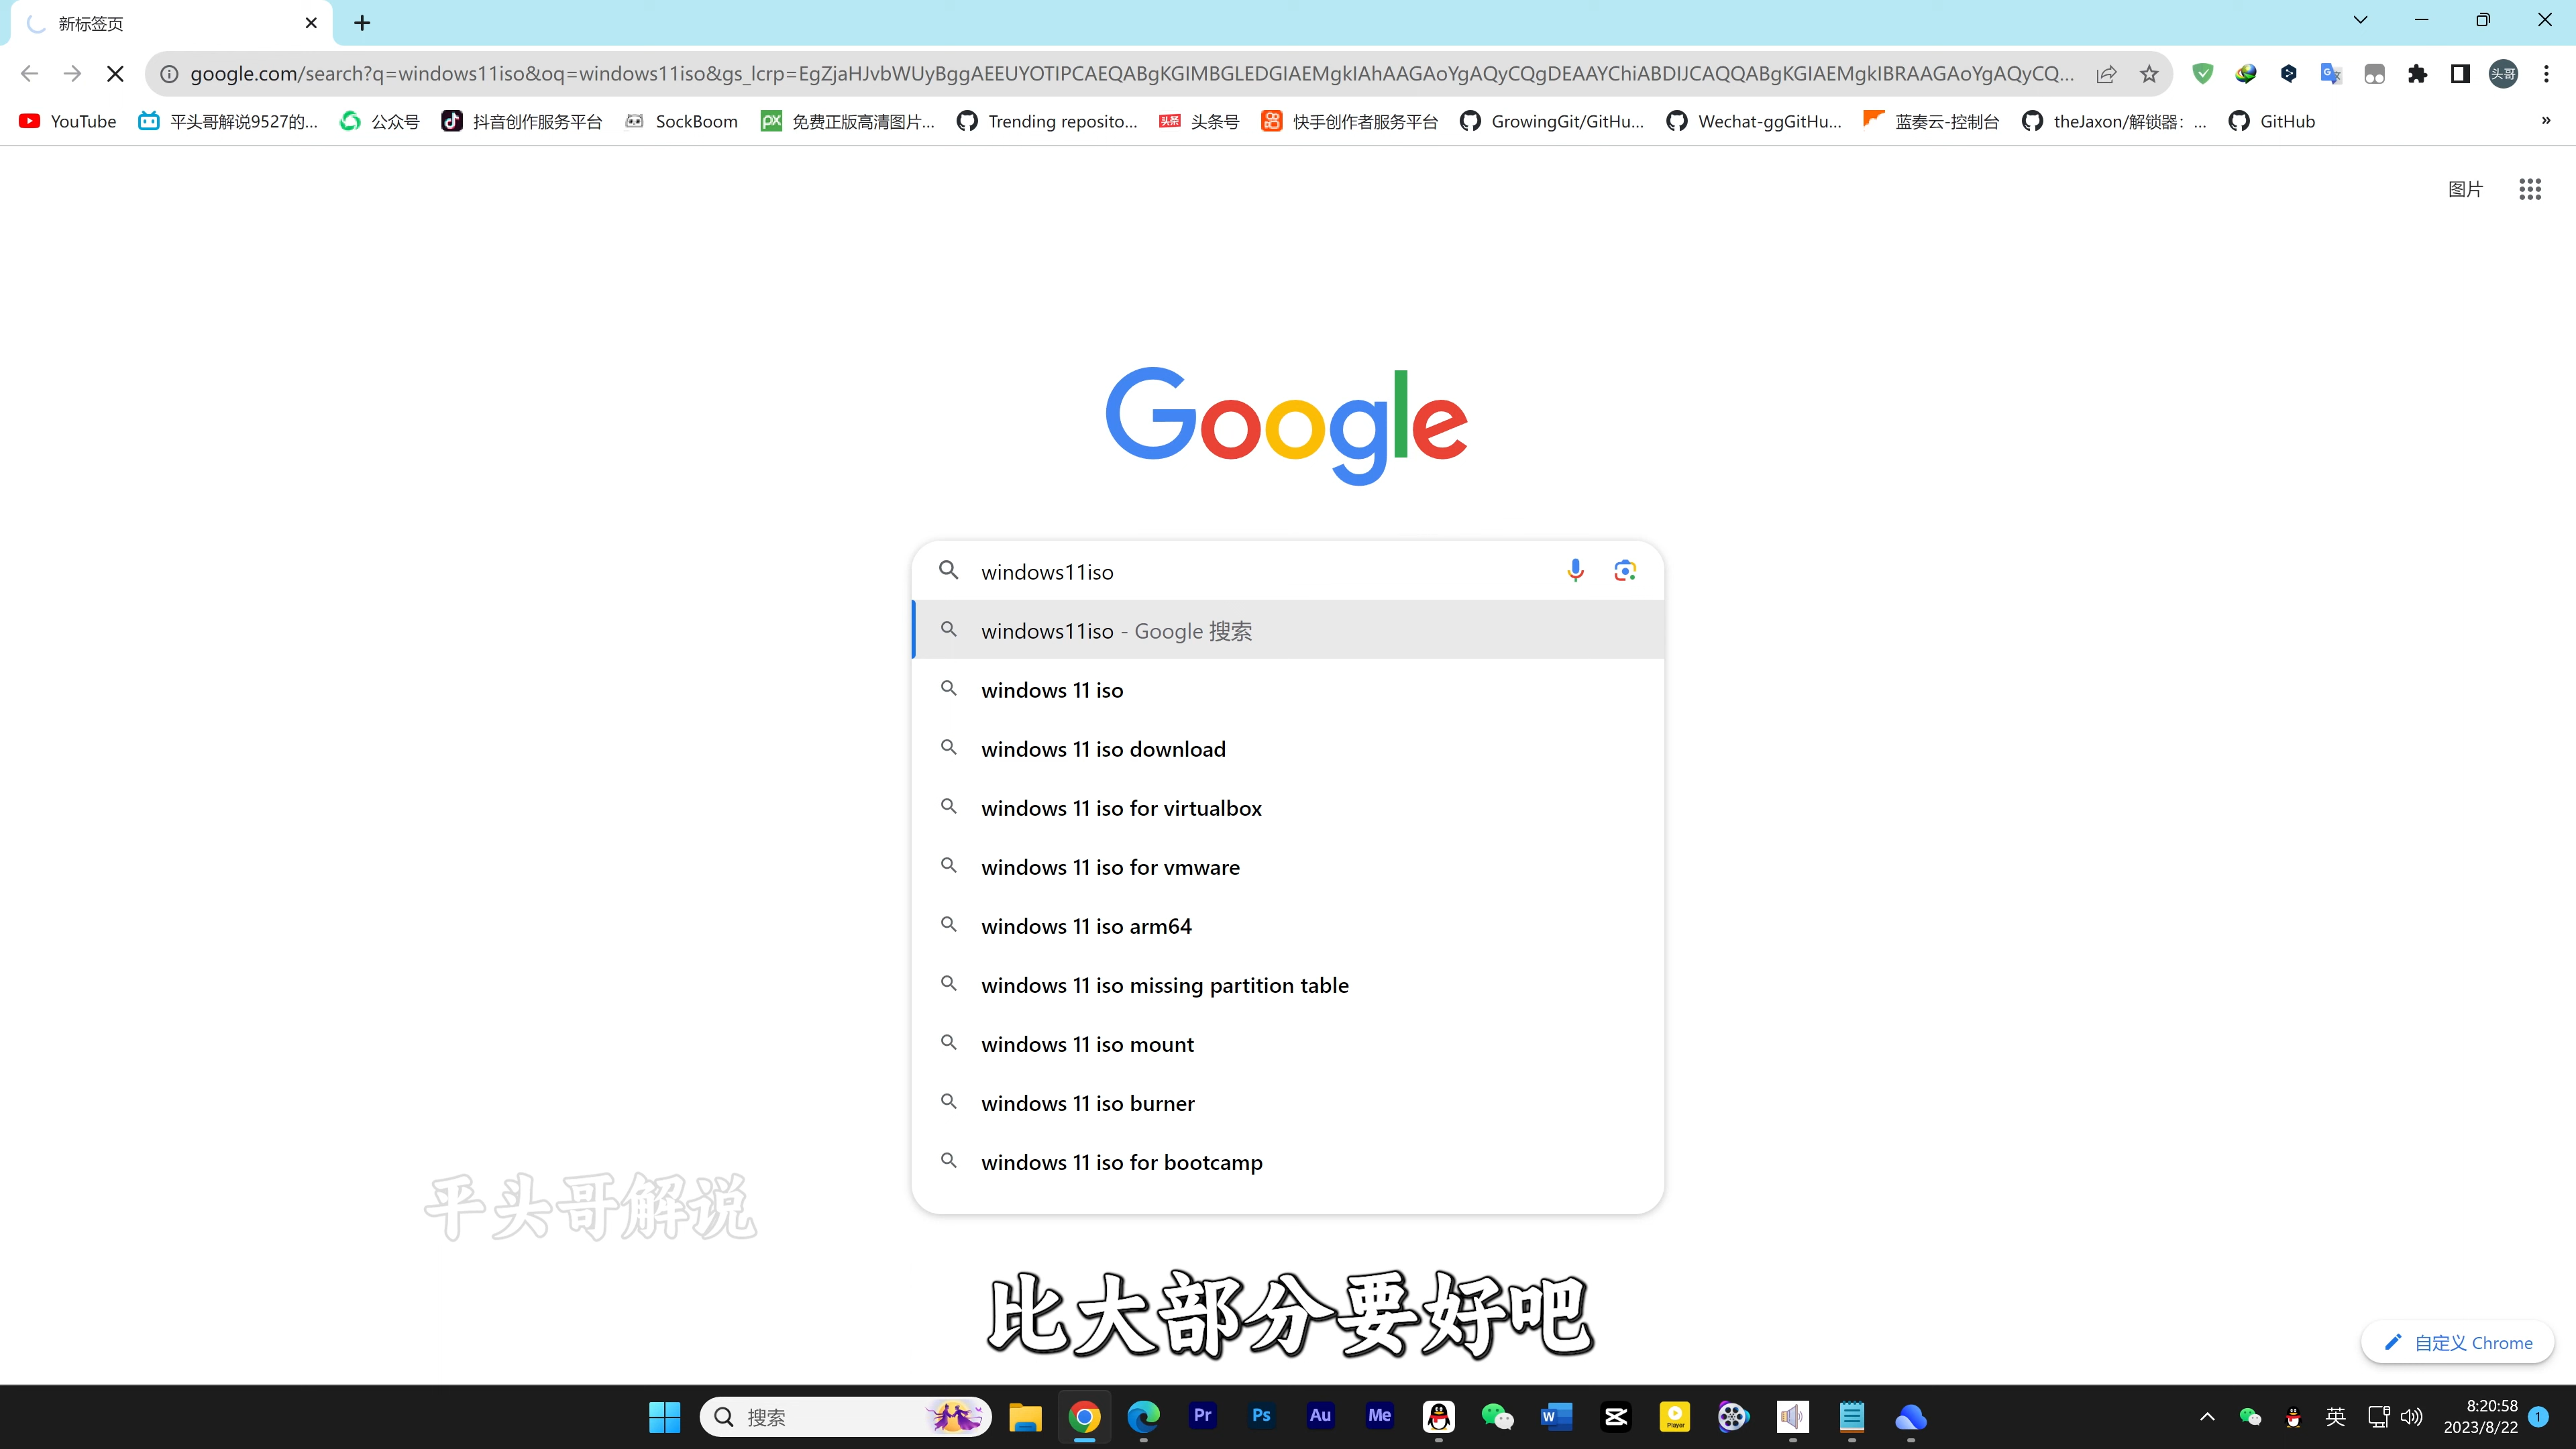 新标签页
google.com/search?q=windows11iso&oq=windows11iso&gs_lcrp=EgZjaHJvbWUyBggAEEUYOTIPCAEQABgKGIMBGLEDGIAEMgkIAhAAGAoYgAQyCQgDEAAYChiABDIJCAQQABgKGIAEMgkIBRAAGAoYgAQyCQ...
头哥
YouTube 平头哥解说9527的... 公众号 抖音创作服务平台 SockBoom 免费正版高清图片... Trending reposito... 头条号 快手创作者服务平台 GrowingGit/GitHu... Wechat-ggGitHu... 蓝奏云-控制台 theJaxon/解锁器：... GitHub »
图片
Google
windows11iso
windows11iso - Google 搜索
windows 11 iso
windows 11 iso download
windows 11 iso for virtualbox
windows 11 iso for vmware
windows 11 iso arm64
windows 11 iso missing partition table
windows 11 iso mount
windows 11 iso burner
windows 11 iso for bootcamp
平头哥解说
比大部分要好吧
自定义 Chrome
搜索 Pr Ps Au Me W Player 英 8:20:58
2023/8/22 1